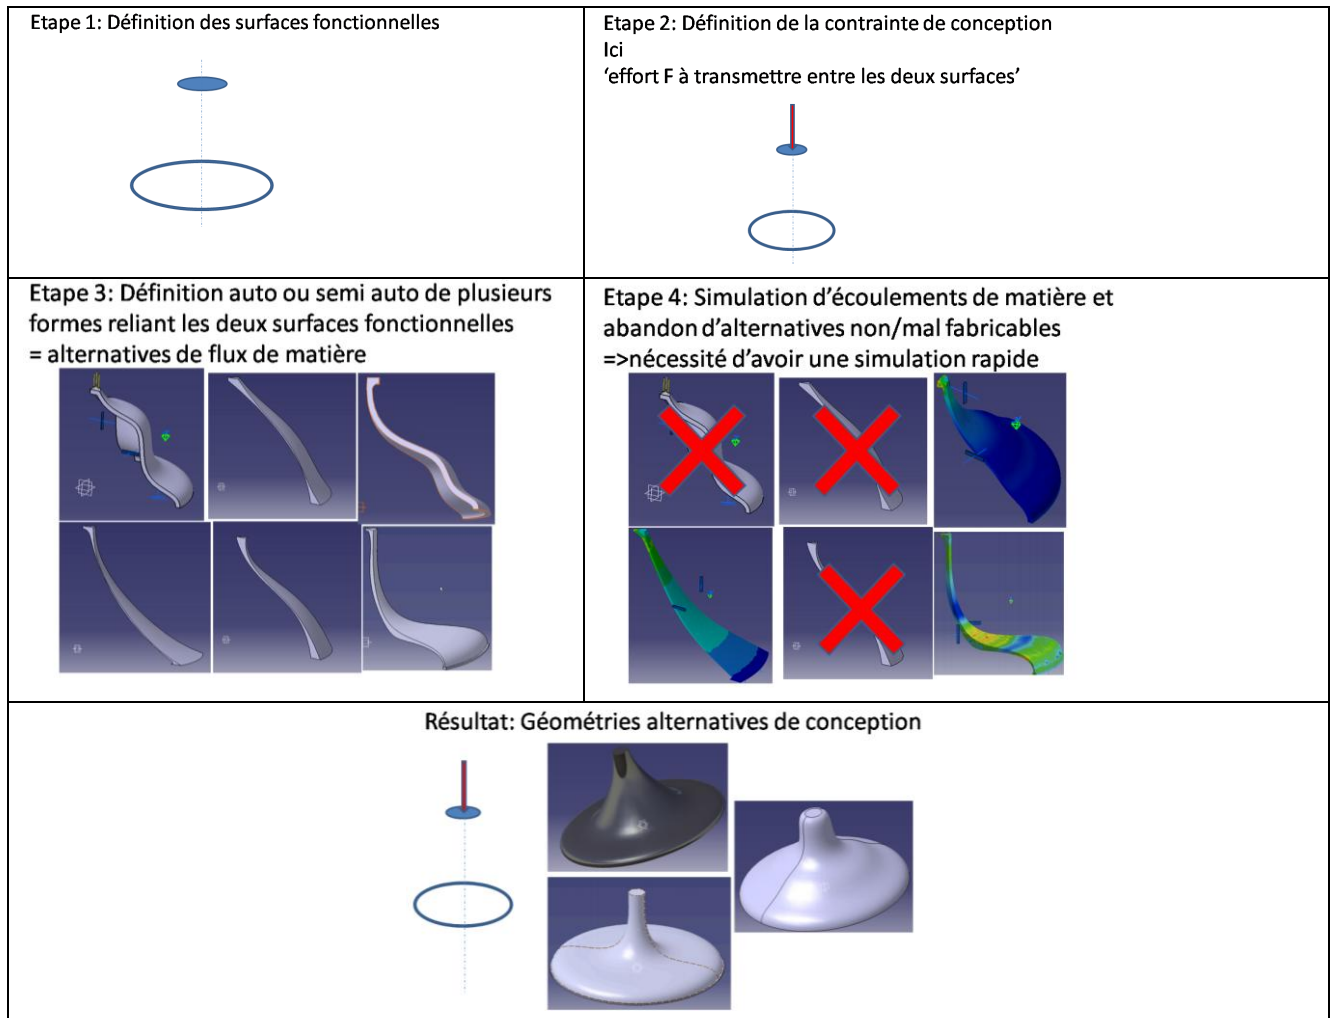 Etape 1: Définition des surfaces fonctionnelles
Etape 2: Définition de la contrainte de conception
Ici
‘effort F à transmettre entre les deux surfaces’
Etape 3: Définition auto ou semi auto de plusieurs
formes reliant les deux surfaces fonctionnelles
= alternatives de flux de matière
Etape 4: Simulation d’écoulements de matière et
abandon d’alternatives non/mal fabricables
=>nécessité d’avoir une simulation rapide
Résultat: Géométries alternatives de conception